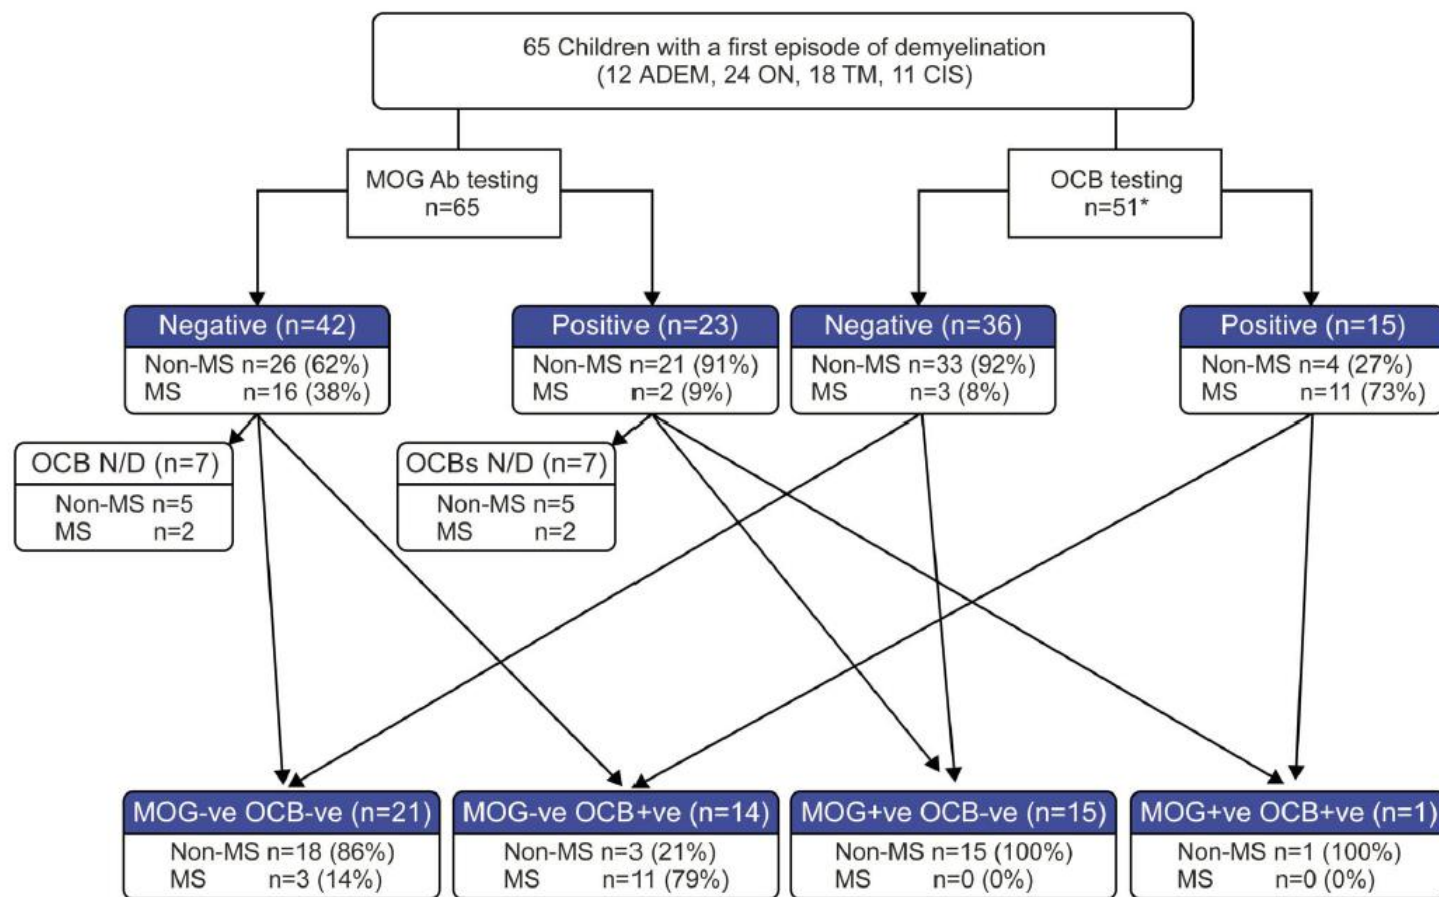 65 Children with a first episode of demyelination
(12 ADEM, 24 ON, 18 TM, 11 CIS)
MOG Ab testing
n=65
OCB testing
n=51*
Negative (n=42)
Non-MS n=26 (62%)
MS n=16 (38%)
Positive (n=23)
Non-MS n=21 (91%)
MS n=2 (9%)
Negative (n=36)
Non-MS n=33 (92%)
MS n=3 (8%)
Positive (n=15)
Non-MS n=4 (27%)
MS n=11 (73%)
OCB N/D (n=7)
Non-MS n=5
MS n=2
OCBs N/D (n=7)
Non-MS n=5
MS n=2
MOG-ve OCB-ve (n=21)
Non-MS n=18 (86%)
MS n=3 (14%)
MOG-ve OCB+ve (n=14)
Non-MS n=3 (21%)
MS n=11 (79%)
MOG+ve OCB-ve (n=15)
Non-MS n=15 (100%)
MS n=0 (0%)
MOG+ve OCB+ve (n=1)
Non-MS n=1 (100%)
MS n=0 (0%)